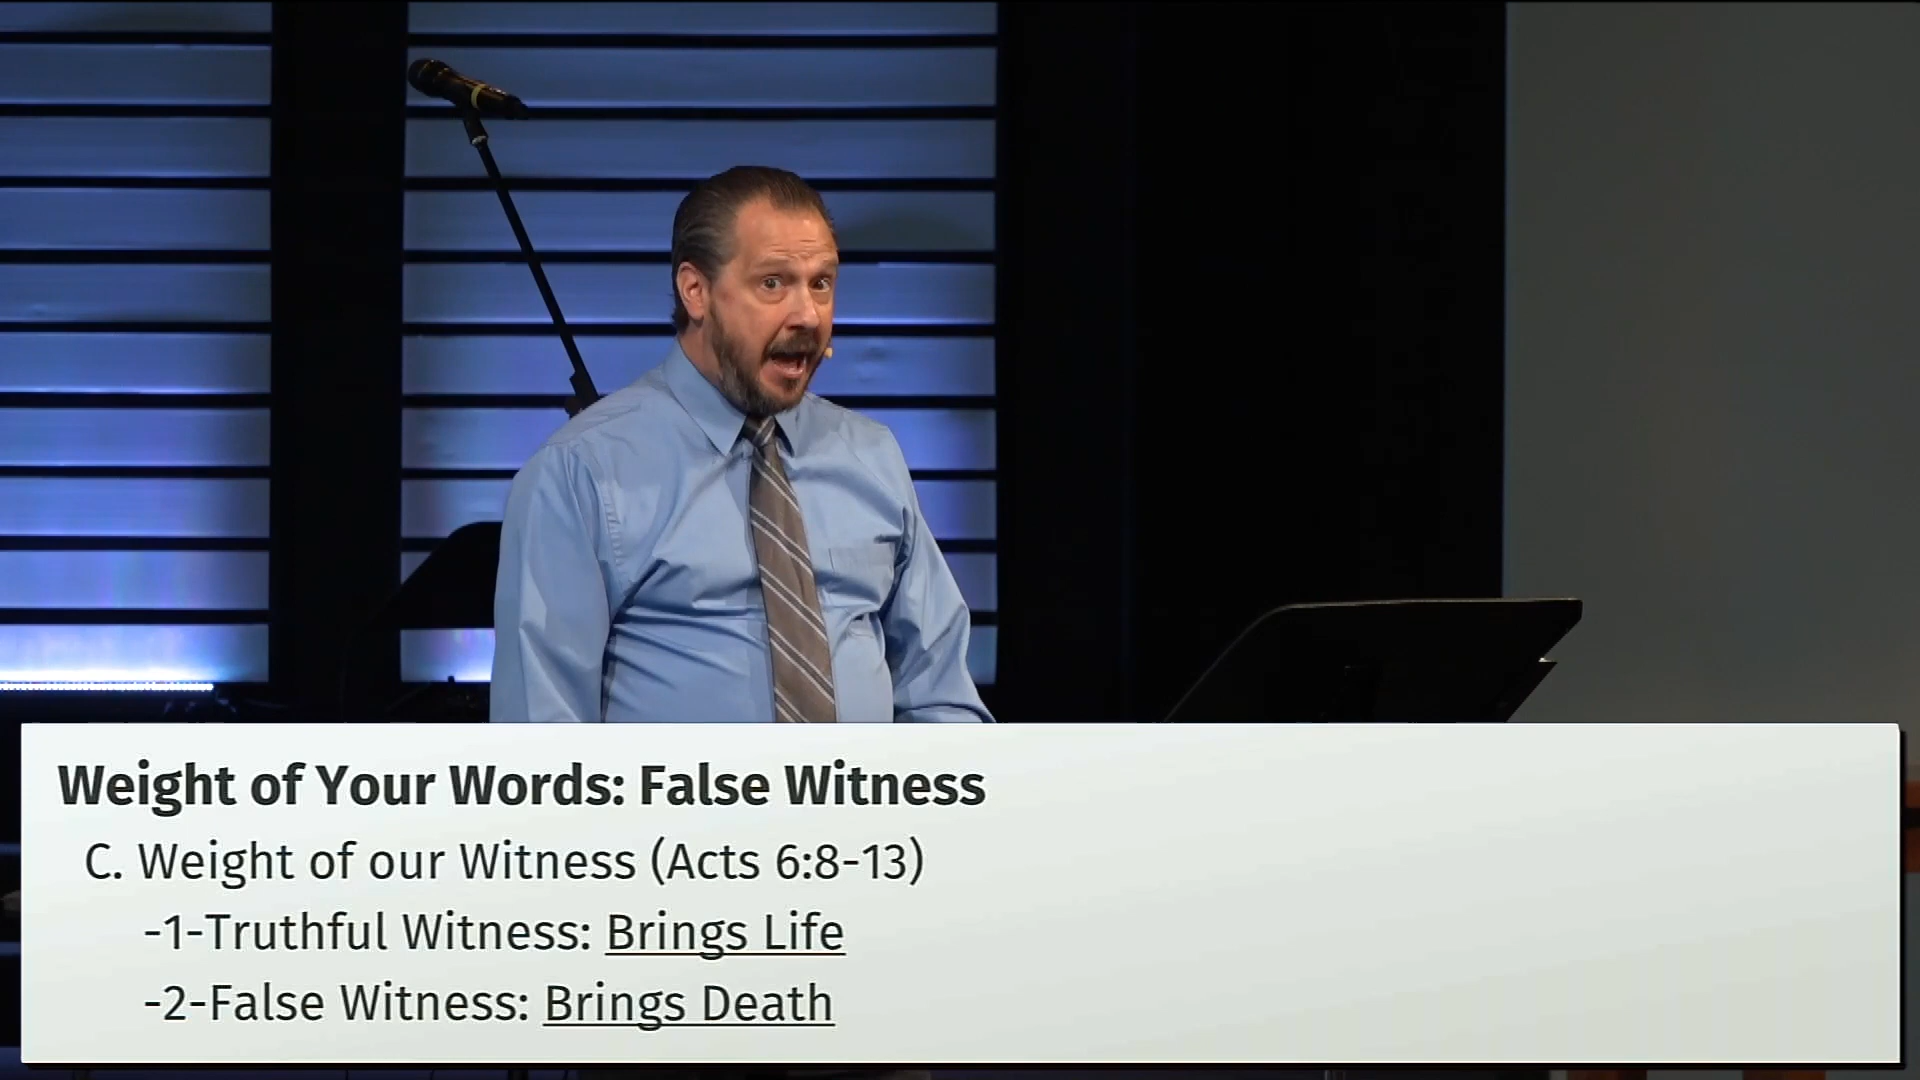 Weight of Your Words: False Witness
C. Weight of our Witness (Acts 6:8-13)
-1-Truthful Witness: Brings Life
-2-False Witness: Brings Death